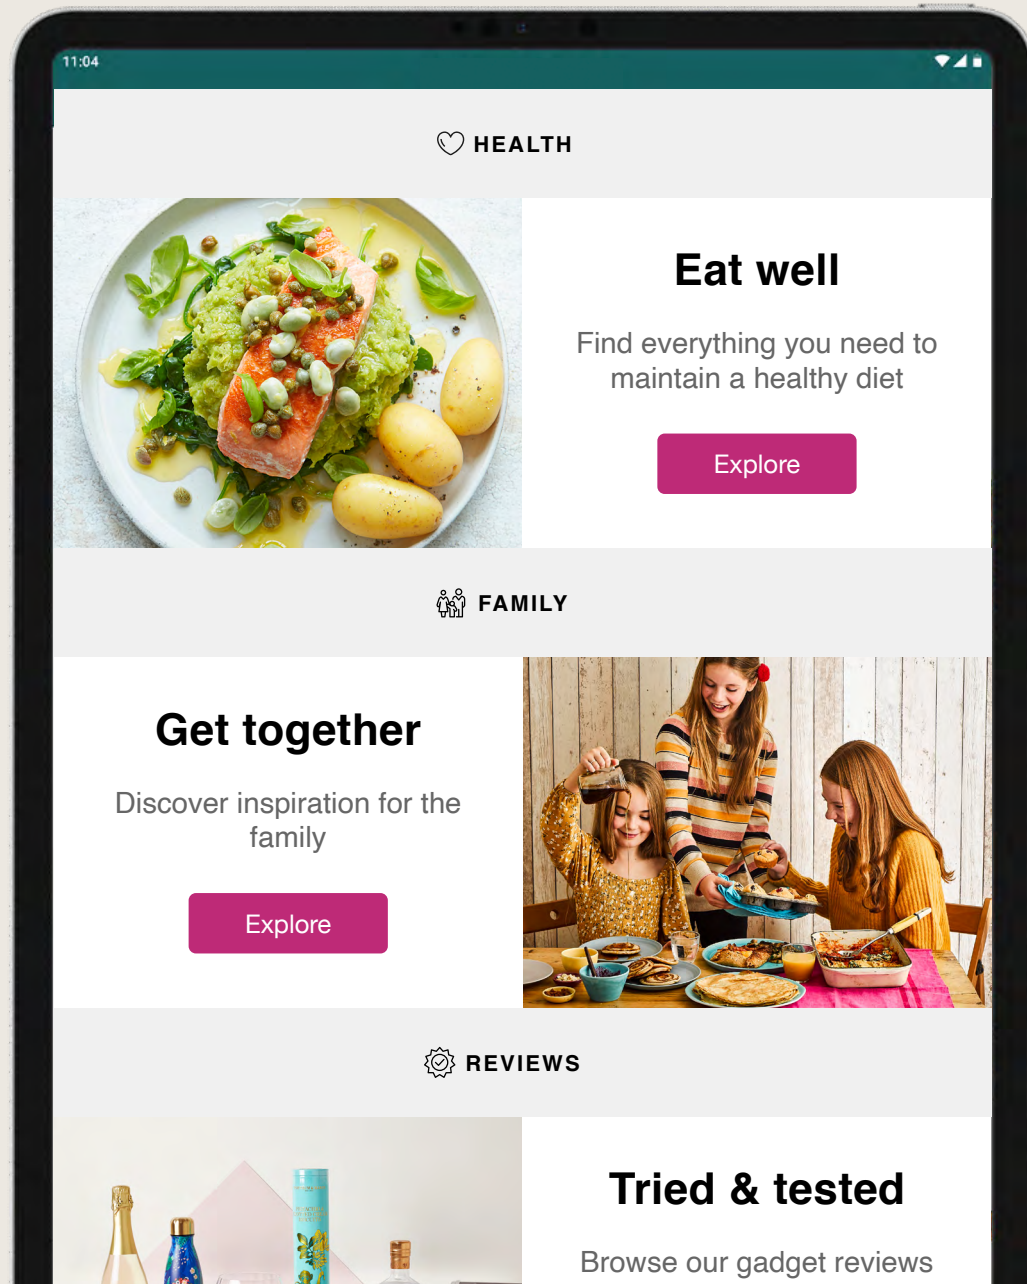 11:04
HEALTH
Eat well
Find everything you need to
maintain a healthy diet
Explore
FAMILY
Get together
Discover inspiration for the
family
Explore
REVIEWS
Tried & tested
Browse our gadget reviews